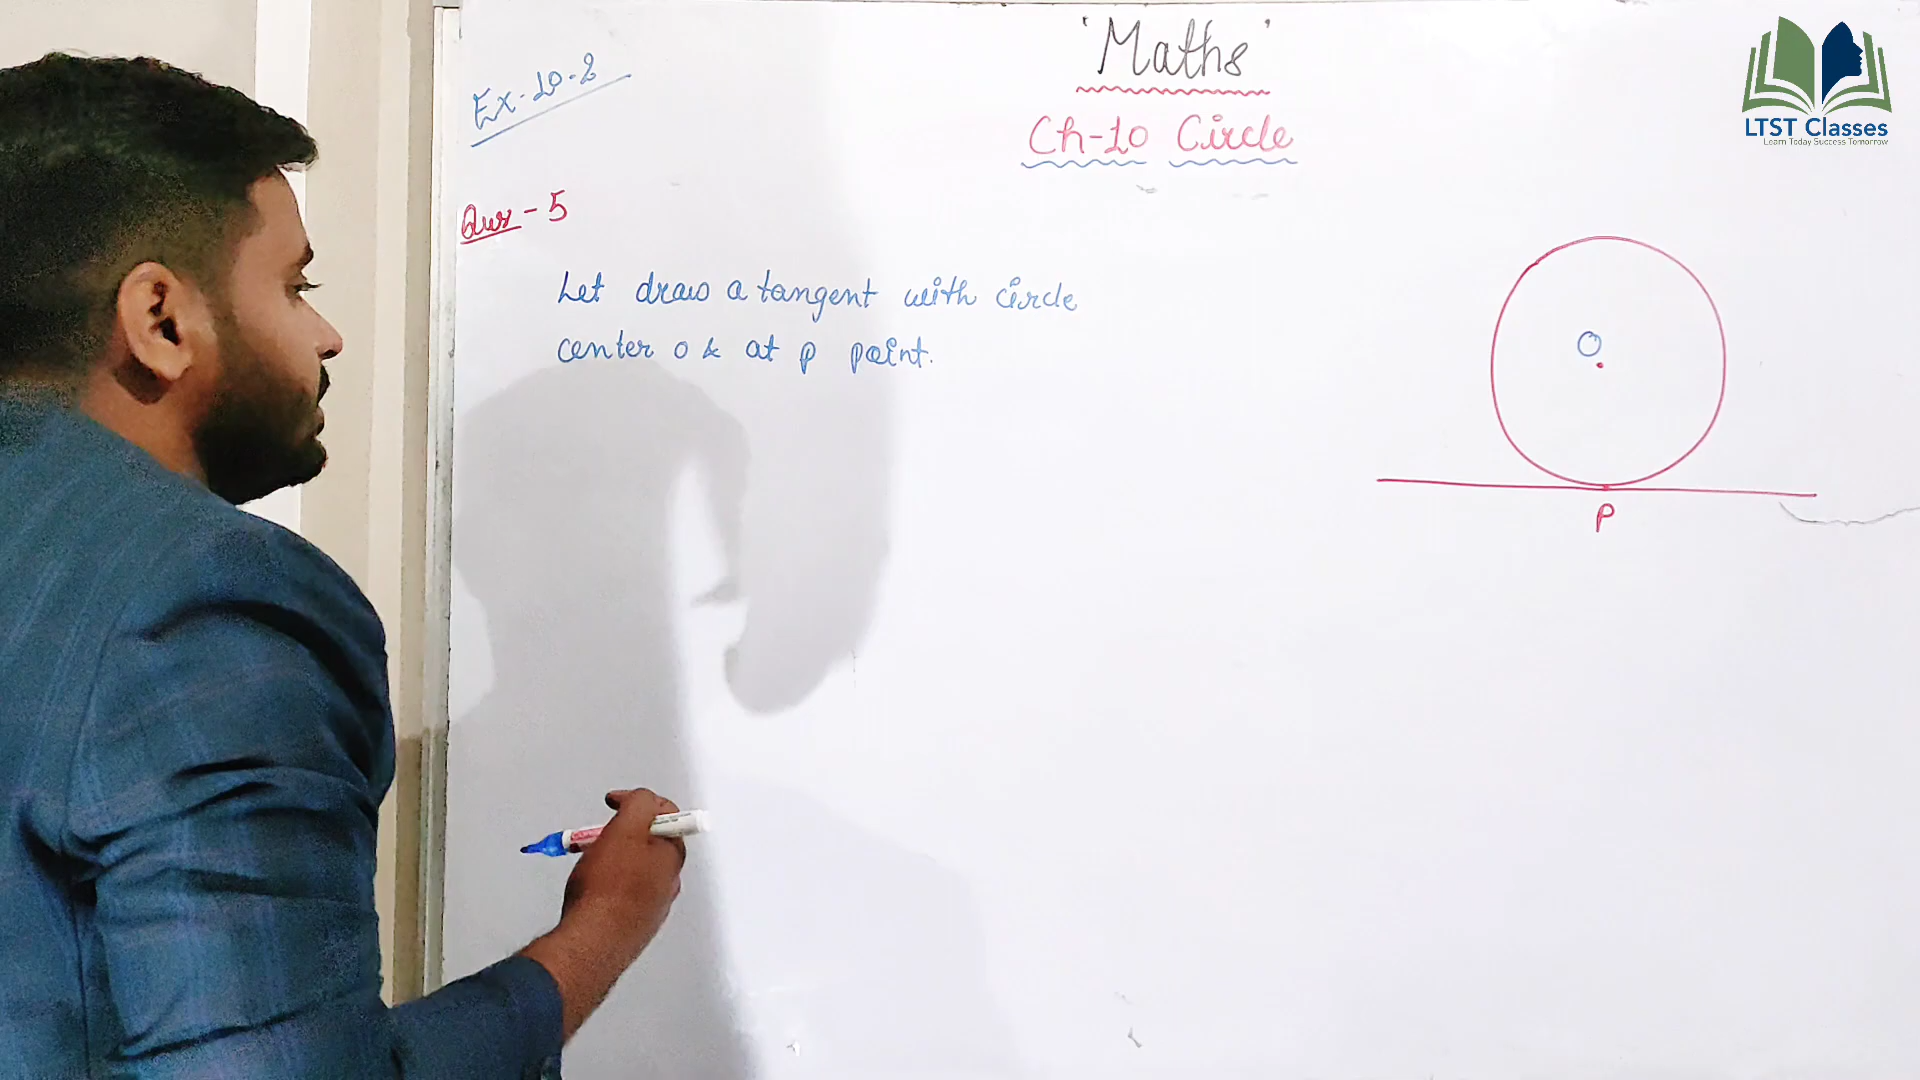 'Maths'
Ex-10.2
Ch-10 Circle
Que-5
Let draw a tangent with circle
center o & at p point.
O
P
LTST Classes
Learn Today Success Tomorrow